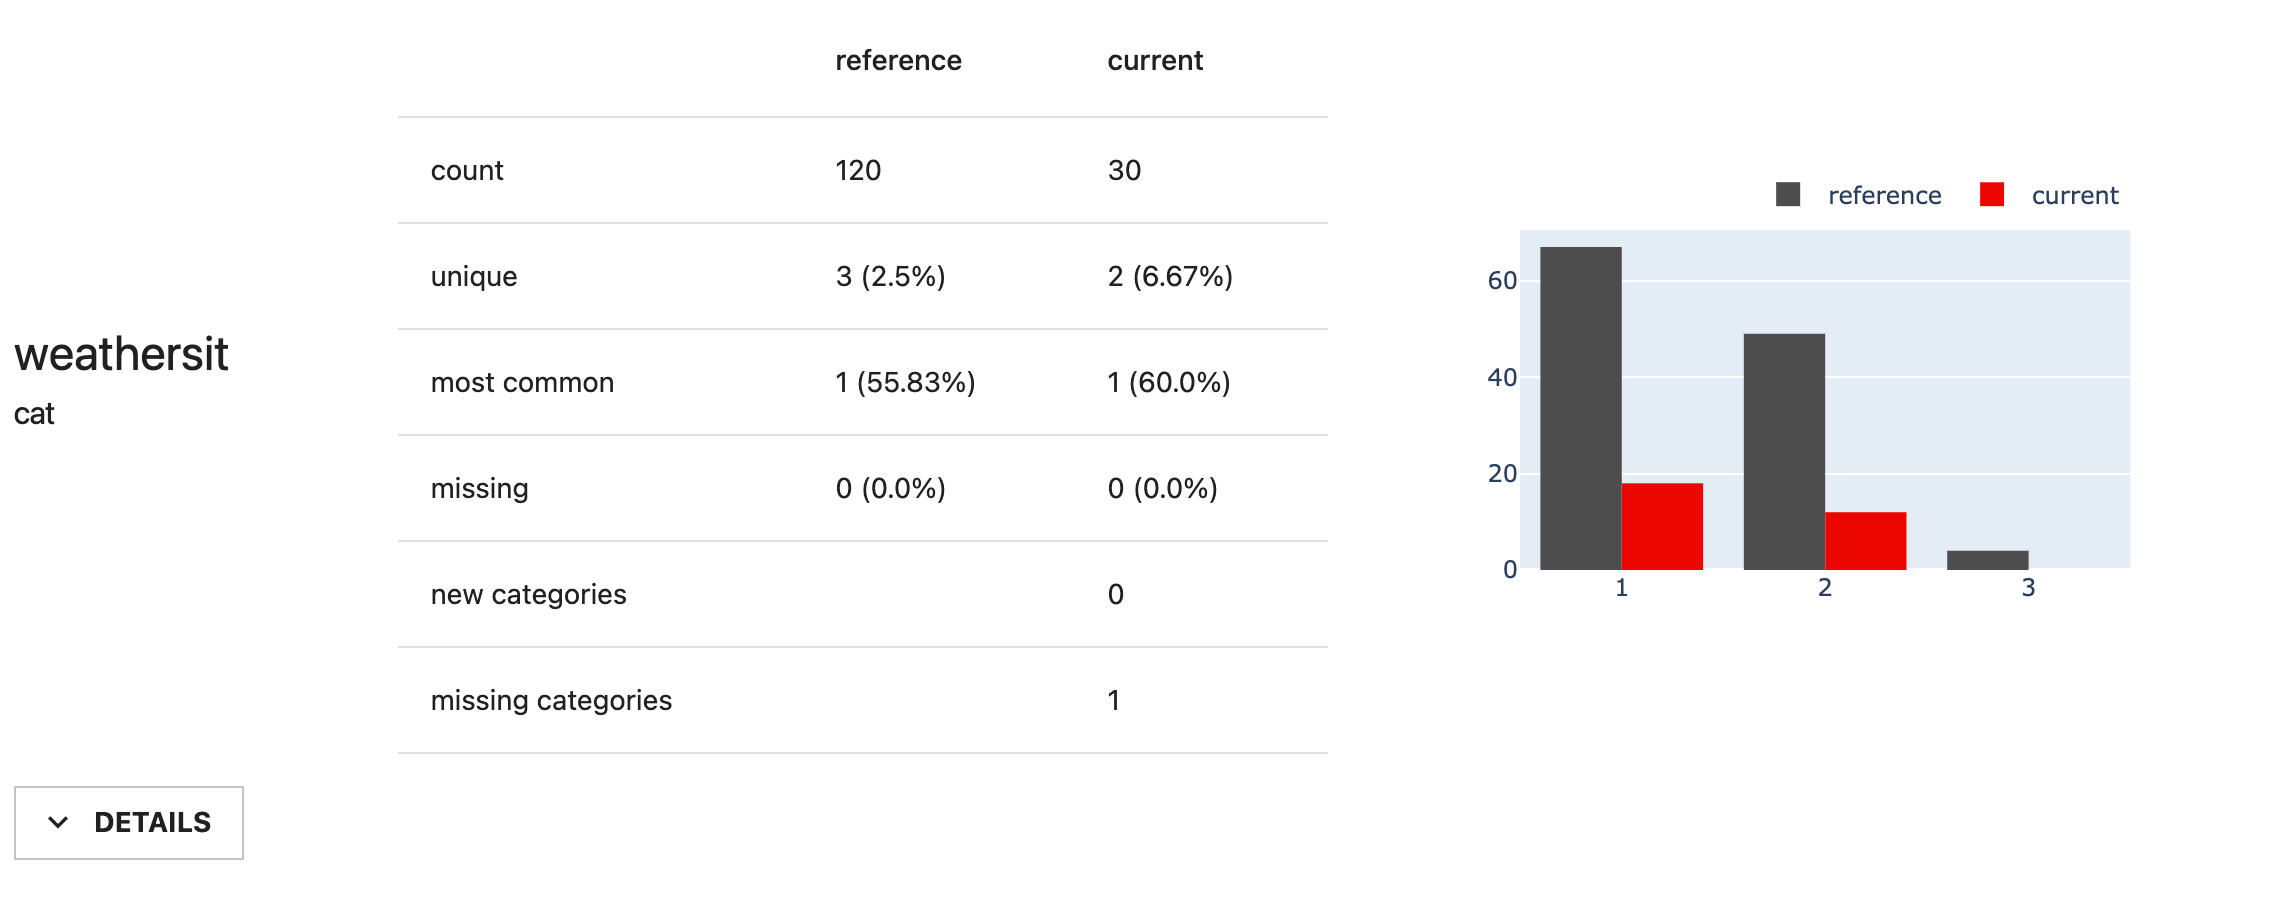 weathersit
cat
reference current
count 120 30
unique 3 (2.5%) 2 (6.67%)
most common 1 (55.83%) 1 (60.0%)
missing 0 (0.0%) 0 (0.0%)
new categories 0
missing categories 1
DETAILS
reference current
60
40
20
0
1 2 3